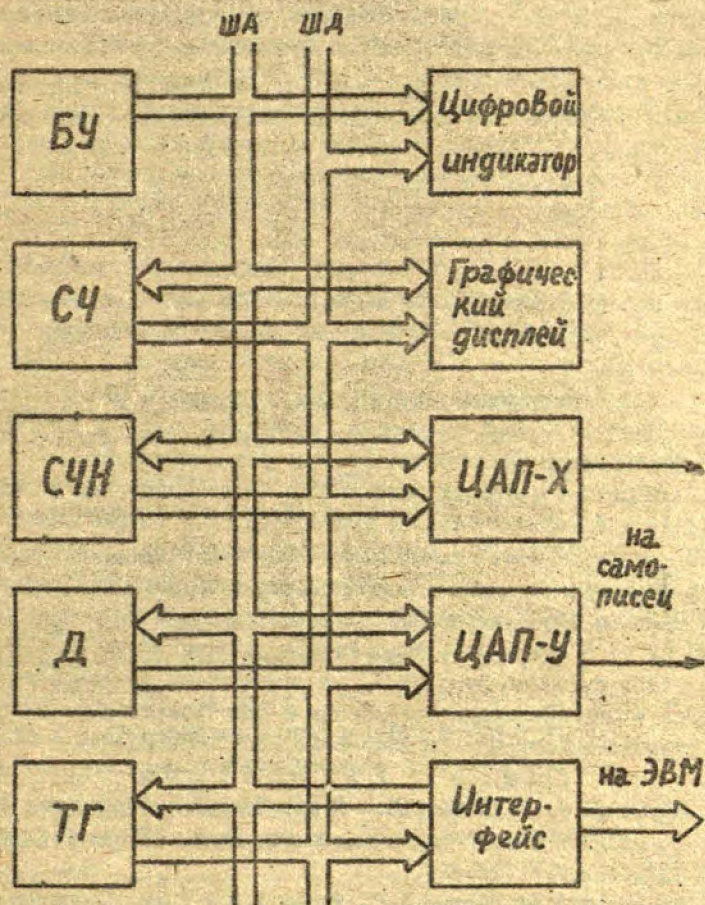 ША ШД
БУ
Цифровой
индикатор
СЧ
Графичес-
кий
дисплей
СЧН
ЦАП-Х
на
само-
писец
Д
ЦАП-У
на ЭВМ
ТГ
Интер-
фейс